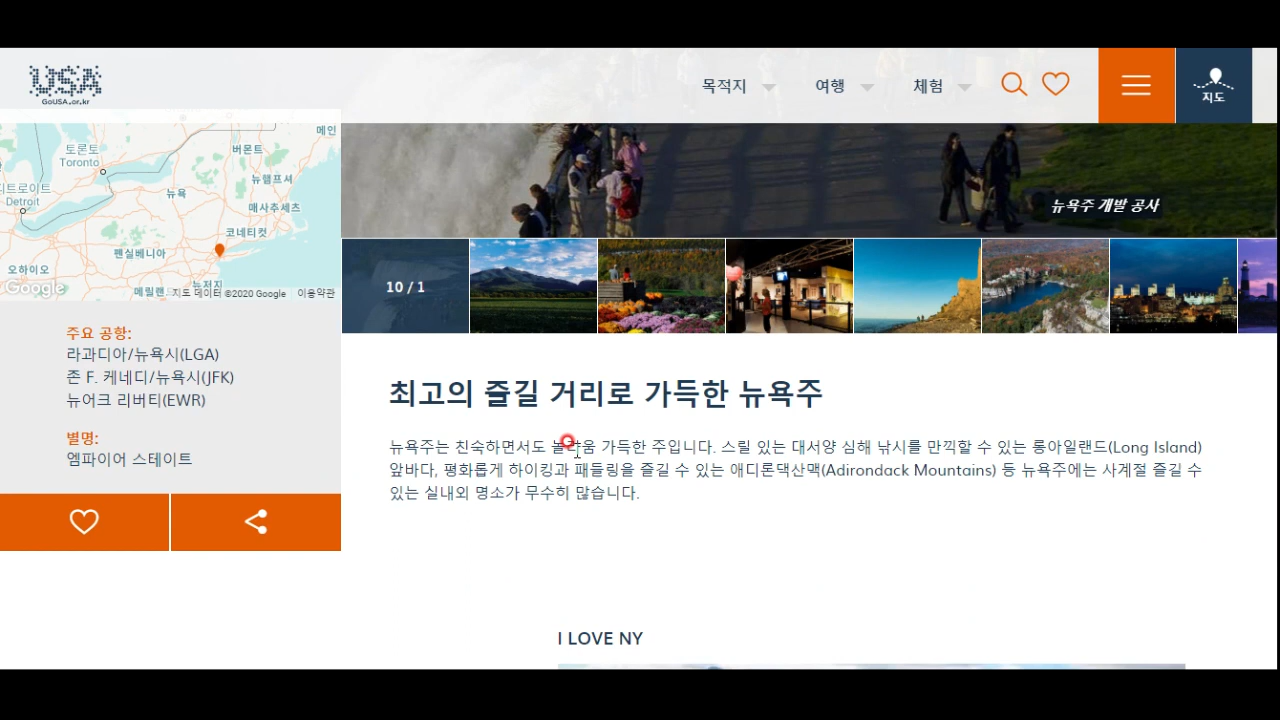 USA
GoUSA.or.kr
목적지
여행
체험
지도
메인
토론토
Toronto
버몬트
뉴햄프셔
디트로이트
Detroit
뉴욕
매사추세츠
코네티컷
펜실베니아
오하이오
뉴저지
메릴랜
Google
지도 데이터 ©2020 Google 이용약관
뉴욕주 개발 공사
10 / 1
주요 공항:
라과디아/뉴욕시(LGA)
존 F. 케네디/뉴욕시(JFK)
뉴어크 리버티(EWR)
별명:
엠파이어 스테이트
최고의 즐길 거리로 가득한 뉴욕주
뉴욕주는 친숙하면서도 놀라움 가득한 주입니다. 스릴 있는 대서양 심해 낚시를 만끽할 수 있는 롱아일랜드(Long Island)
앞바다, 평화롭게 하이킹과 패들링을 즐길 수 있는 애디론댁산맥(Adirondack Mountains) 등 뉴욕주에는 사계절 즐길 수
있는 실내외 명소가 무수히 많습니다.
I LOVE NY